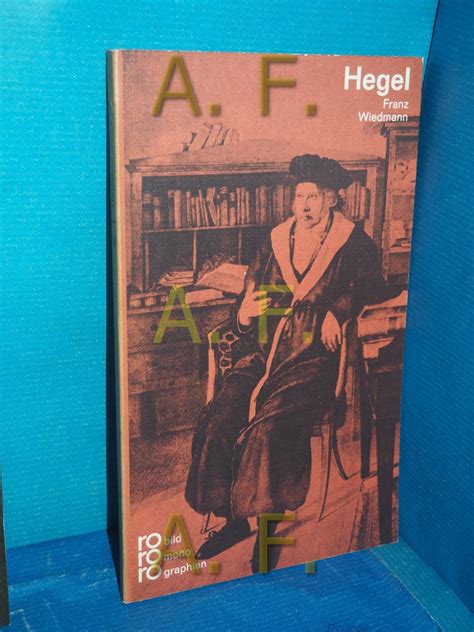 A. F.
Hegel
Franz
Wiedmann
A. F.
A. F.
ro bild
ro mono
ro graphien